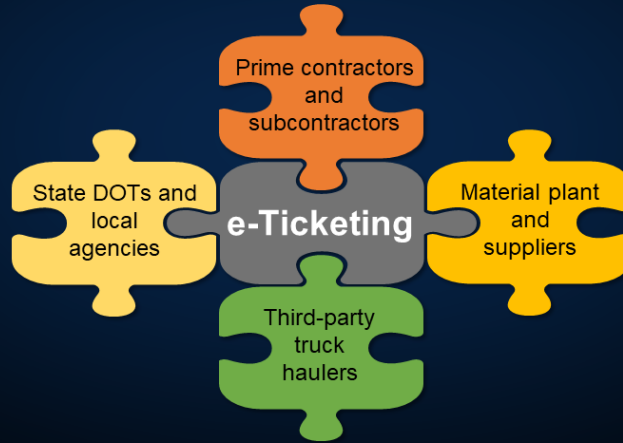 Prime contractors
and
subcontractors
State DOTs and
local
agencies
e-Ticketing
Material plant
and
suppliers
Third-party
truck
haulers